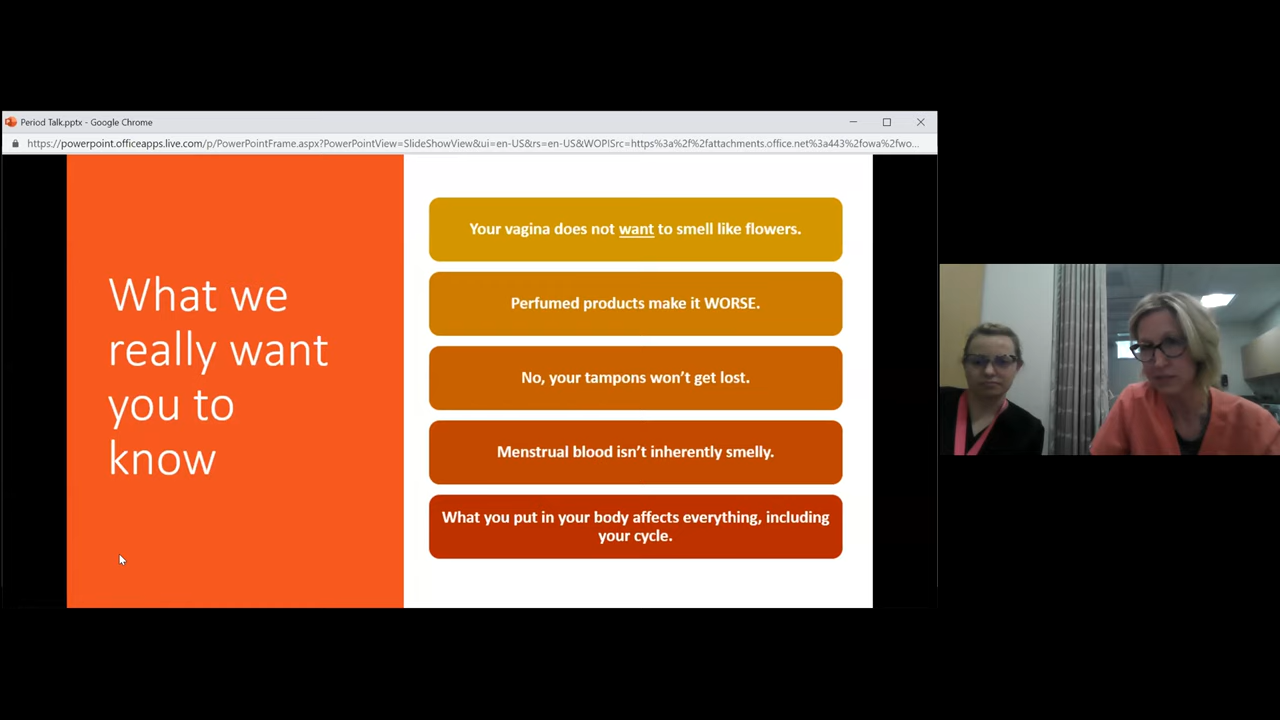 Period Talk.pptx - Google Chrome
https://powerpoint.officeapps.live.com/p/PowerPointFrame.aspx?PowerPointView=SlideShowView&ui=en-US&rs=en-US&WOPISrc=https%3a%2f%2fattachments.office.net%3a443%2fowa%2fwo...
What we
really want
you to
know
Your vagina does not want to smell like flowers.
Perfumed products make it WORSE.
No, your tampons won't get lost.
Menstrual blood isn't inherently smelly.
What you put in your body affects everything, including
your cycle.